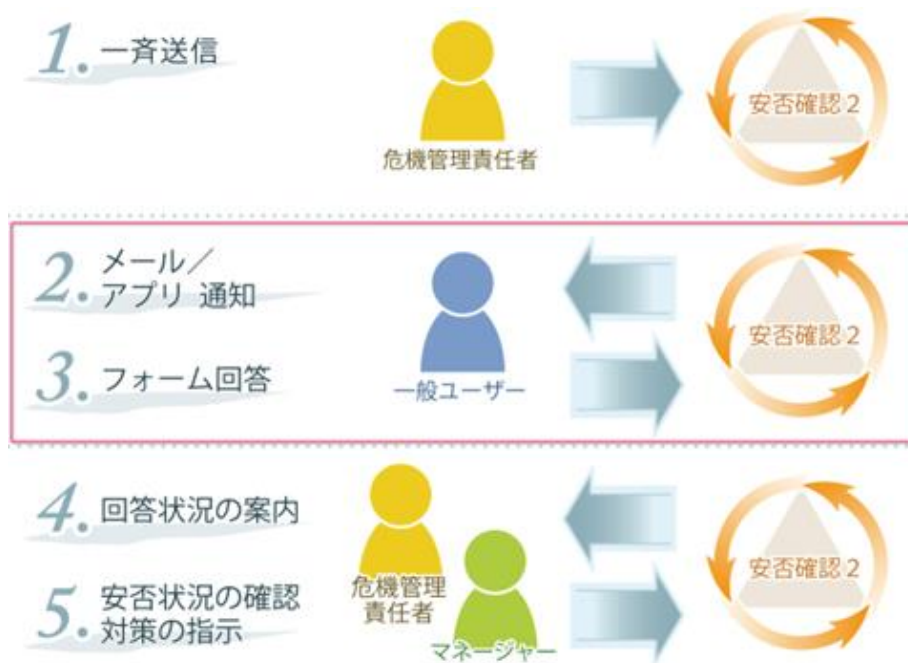 1. 一斉送信
危機管理責任者
安否確認2
2. メール／
アプリ 通知
3. フォーム回答
一般ユーザー
安否確認2
4. 回答状況の案内
5. 安否状況の確認
対策の指示
危機管理
責任者
マネージャー
安否確認2